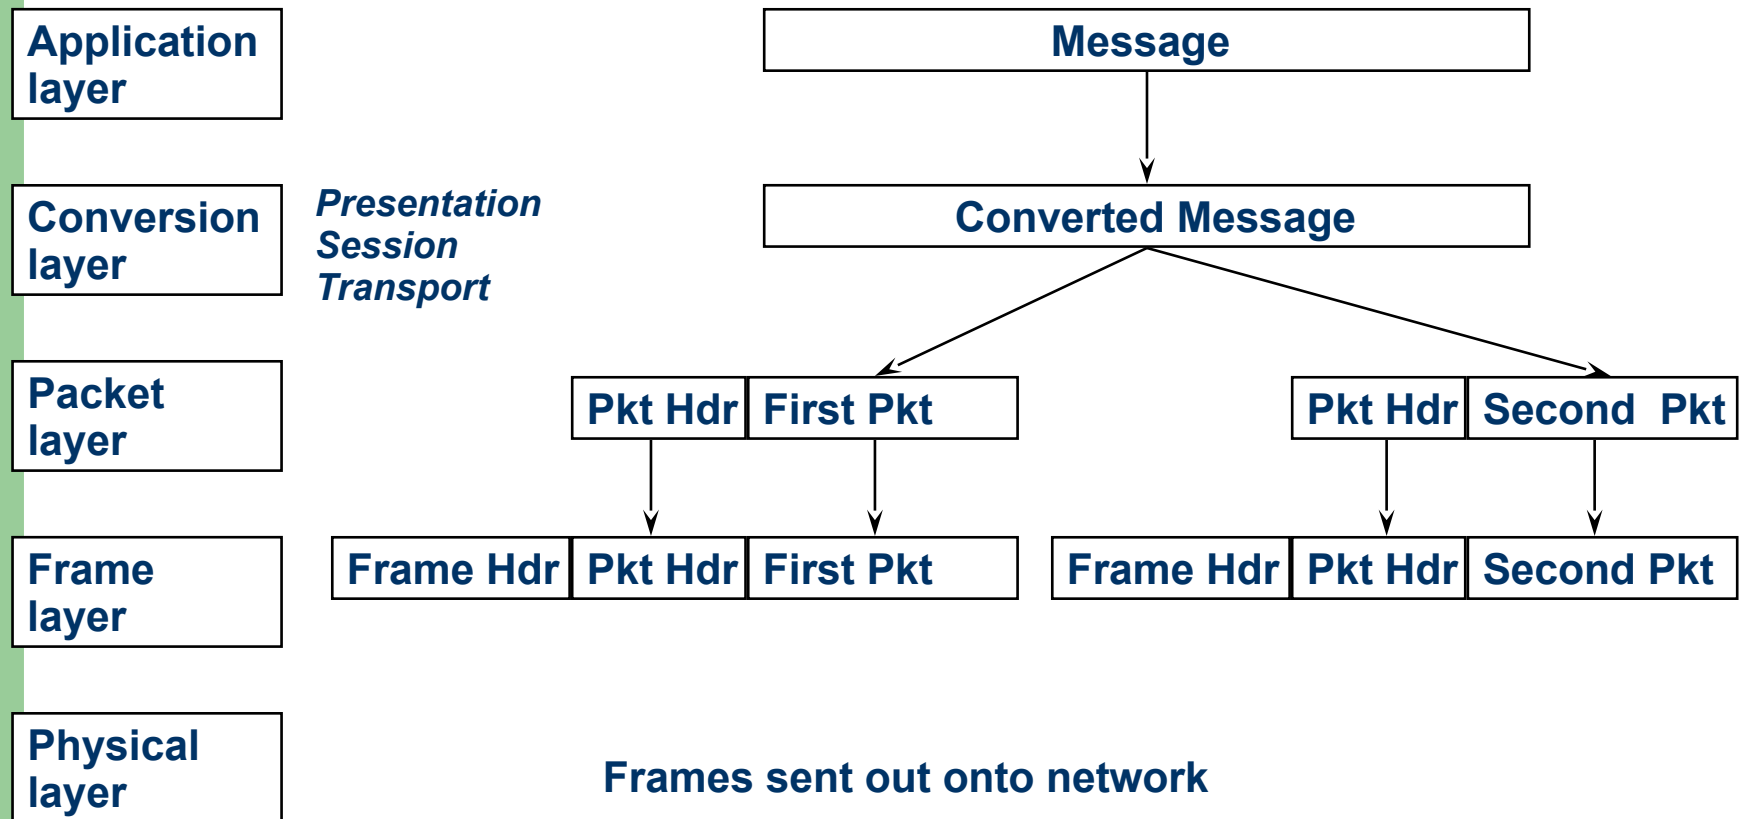 Application
layer
Message
Conversion
layer
Presentation
Session
Transport
Converted Message
Packet
layer
Pkt Hdr First Pkt
Pkt Hdr Second Pkt
Frame
layer
Frame Hdr Pkt Hdr First Pkt
Frame Hdr Pkt Hdr Second Pkt
Physical
layer
Frames sent out onto network